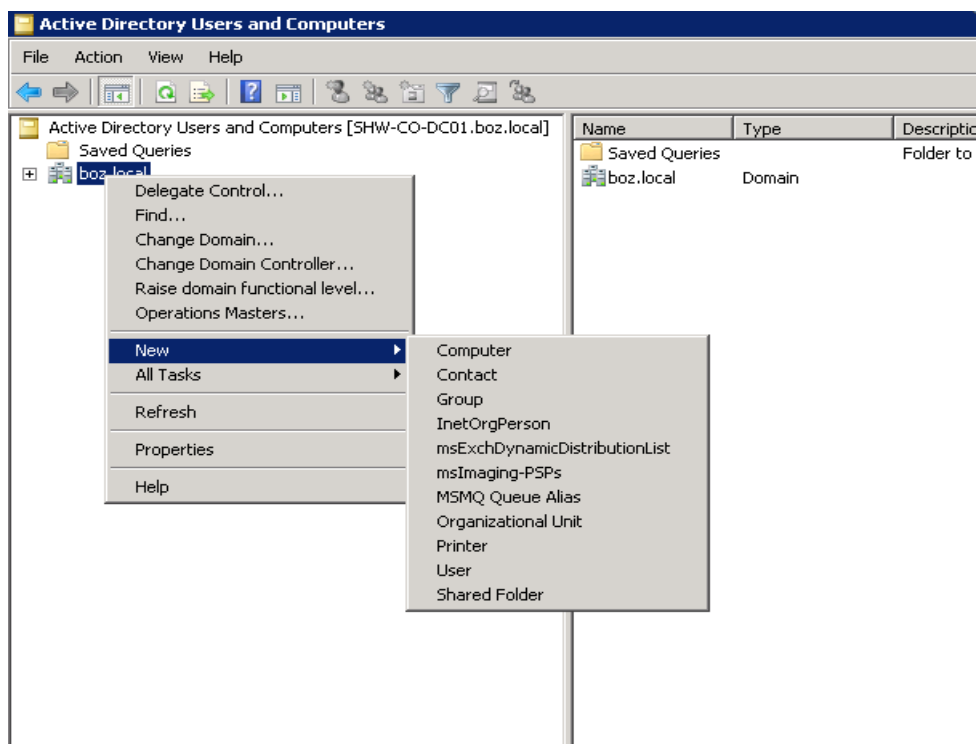 Active Directory Users and Computers
File Action View Help
Active Directory Users and Computers [SHW-CO-DC01.boz.local]
Saved Queries
boz.local
Name Type Descriptic
Saved Queries Folder to
boz.local Domain
Delegate Control...
Find...
Change Domain...
Change Domain Controller...
Raise domain functional level...
Operations Masters...
New
All Tasks
Refresh
Properties
Help
Computer
Contact
Group
InetOrgPerson
msExchDynamicDistributionList
msImaging-PSPs
MSMQ Queue Alias
Organizational Unit
Printer
User
Shared Folder